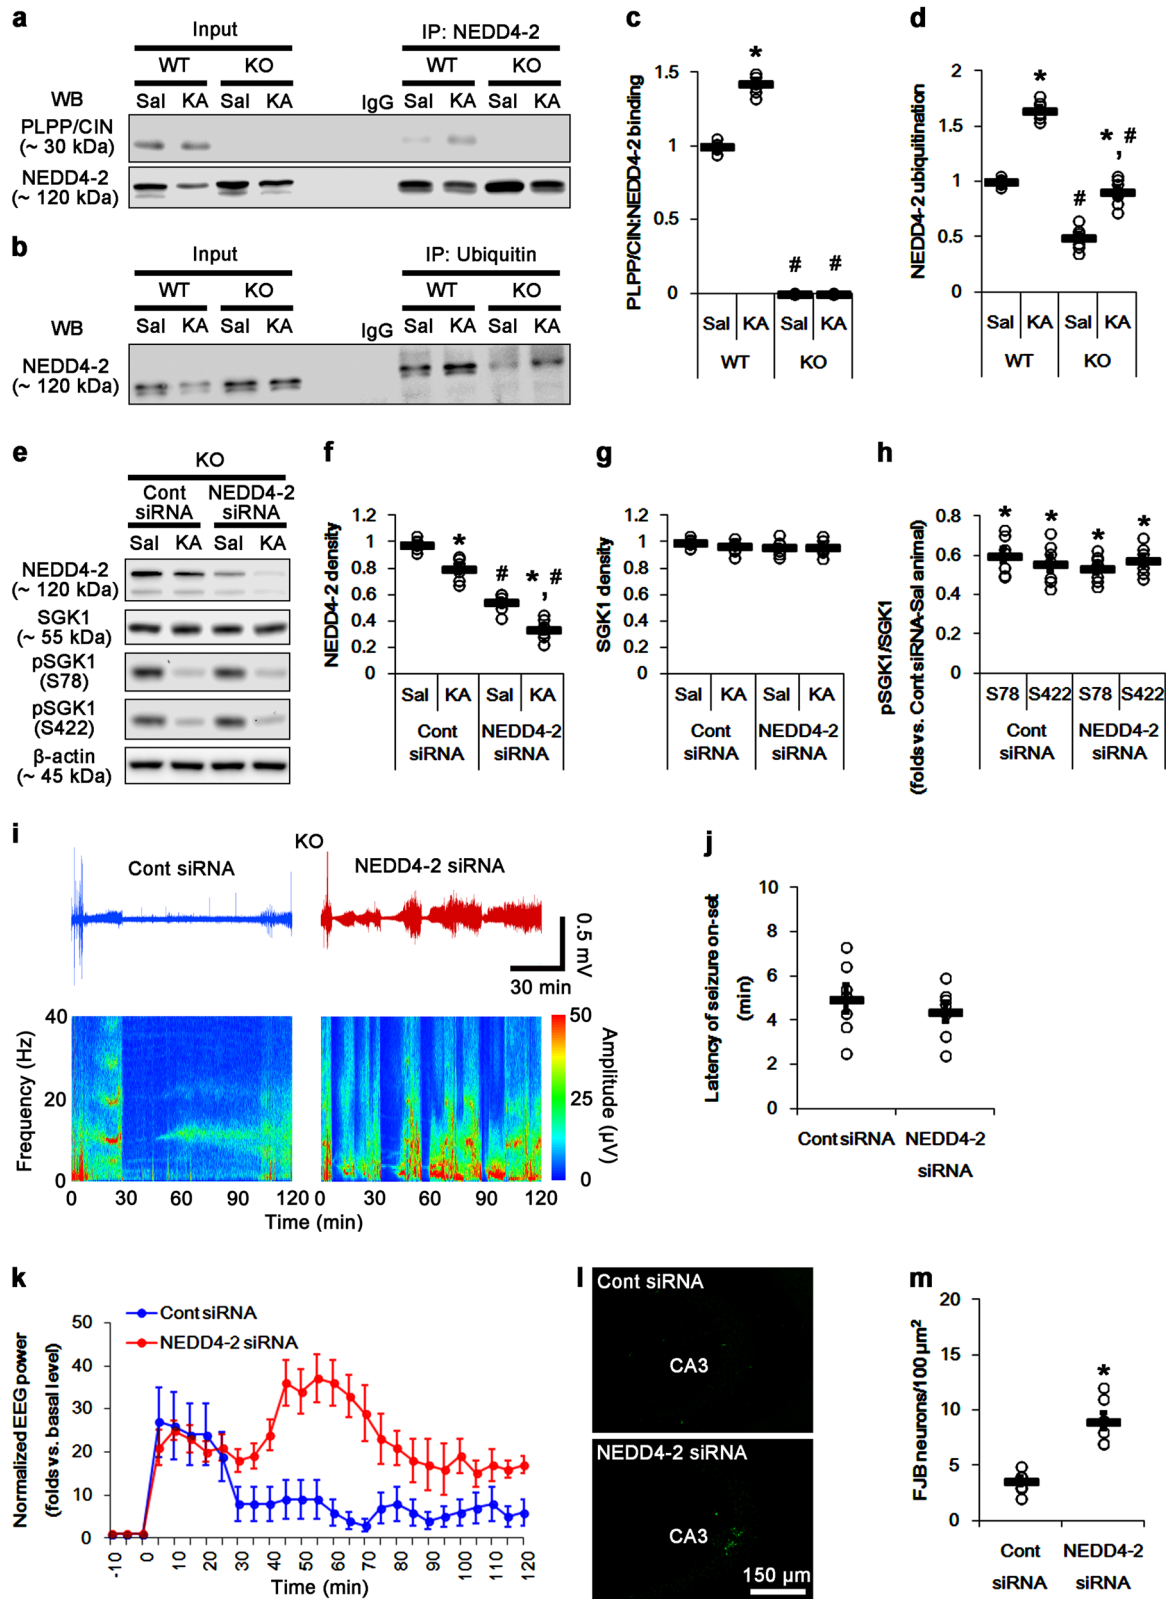 a
Input
IP: NEDD4-2
WT KO WT KO
WB Sal KA Sal KA IgG Sal KA Sal KA
PLPP/CIN
(~ 30 kDa)
NEDD4-2
(~ 120 kDa)
b
Input
IP: Ubiquitin
WT KO WT KO
WB Sal KA Sal KA IgG Sal KA Sal KA
NEDD4-2
(~ 120 kDa)
c
PLPP/CIN:NEDD4-2 binding
1.5
1
0.5
0
*
# #
Sal KA Sal KA
WT KO
d
NEDD4-2 ubiquitination
2
1.5
1
0.5
0
*
#
*, #
Sal KA Sal KA
WT KO
e
KO
Cont NEDD4-2
siRNA siRNA
Sal KA Sal KA
NEDD4-2
(~ 120 kDa)
SGK1
(~ 55 kDa)
pSGK1
(S78)
pSGK1
(S422)
β-actin
(~ 45 kDa)
f
NEDD4-2 density
1.2
1
0.8
0.6
0.4
0.2
0
*
#
*, #
Sal KA Sal KA
Cont NEDD4-2
siRNA siRNA
g
SGK1 density
1.2
1
0.8
0.6
0.4
0.2
0
Sal KA Sal KA
Cont NEDD4-2
siRNA siRNA
h
pSGK1/SGK1
(folds vs. Cont siRNA-Sal animal)
0.8
0.6
0.4
0.2
0
* * * *
S78 S422 S78 S422
Cont NEDD4-2
siRNA siRNA
i
KO
Cont siRNA NEDD4-2 siRNA
0.5 mV
30 min
Frequency (Hz)
40
20
0
0 30 60 90 120 0 30 60 90 120
Time (min)
50
25
0
Amplitude (μV)
j
Latency of seizure on-set
(min)
10
8
6
4
2
0
Cont siRNA NEDD4-2
siRNA
k
Cont siRNA
NEDD4-2 siRNA
Normalized EEG power
(folds vs. basal level)
50
40
30
20
10
0
-10 0 10 20 30 40 50 60 70 80 90 100 110 120
Time (min)
l
Cont siRNA
CA3
NEDD4-2 siRNA
CA3
150 μm
m
FJB neurons/100 μm²
20
15
10
5
0
*
Cont NEDD4-2
siRNA siRNA